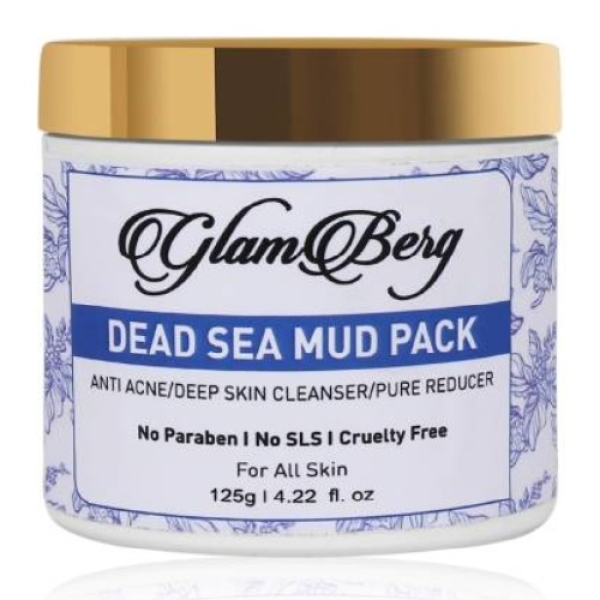 GlamBerg
DEAD SEA MUD PACK
ANTI ACNE/DEEP SKIN CLEANSER/PURE REDUCER
No Paraben I No SLS I Cruelty Free
For All Skin
125g I 4.22 fl. oz